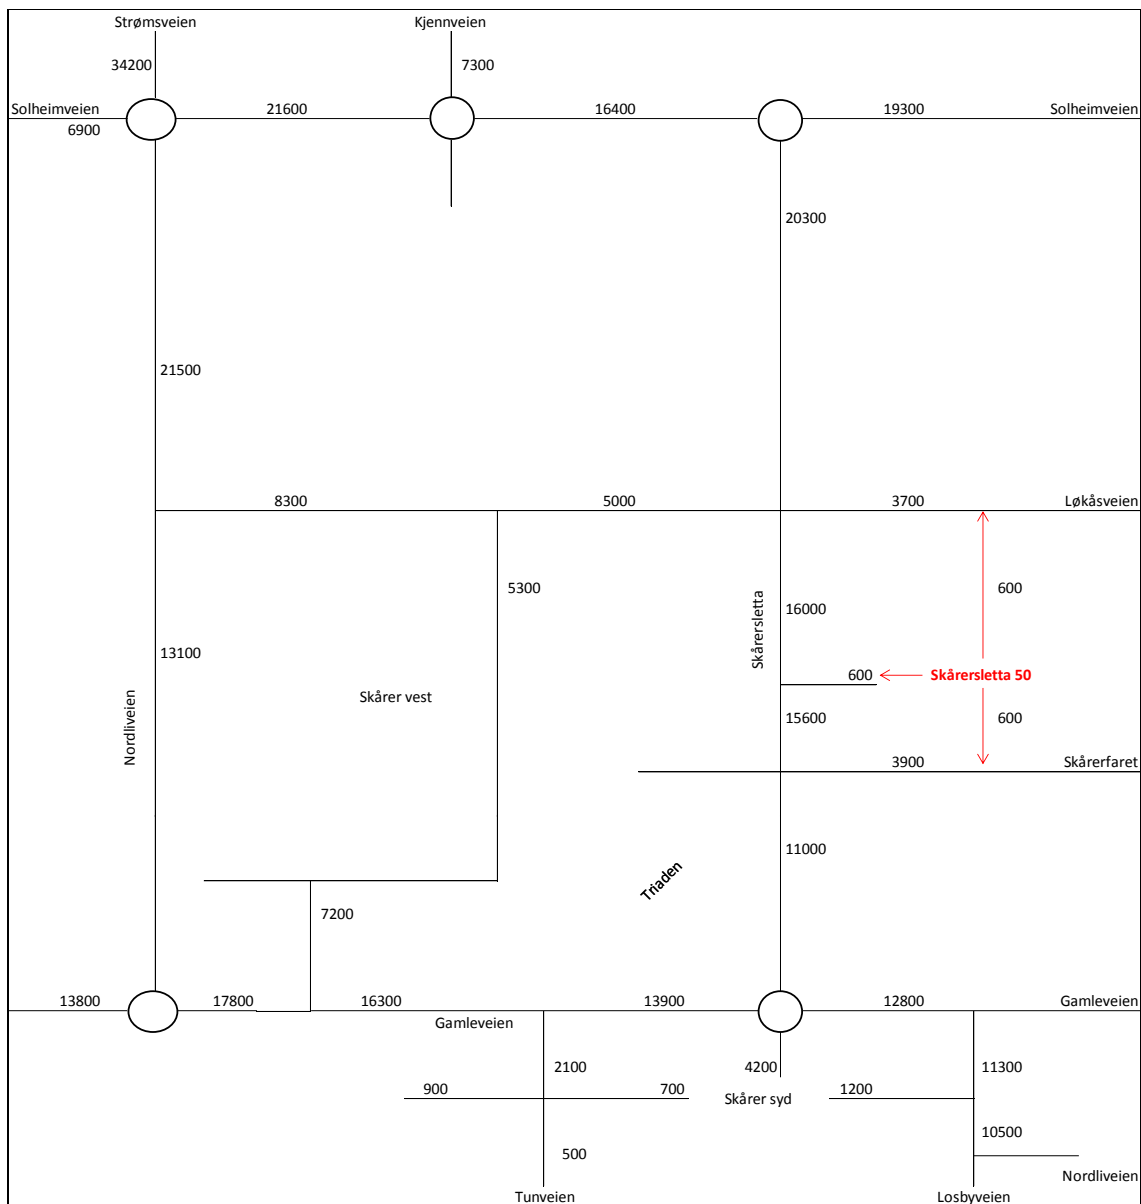 Strømsveien
Kjennveien
34200
7300
Solheimveien
21600
16400
19300
Solheimveien
6900
20300
21500
8300
5000
3700
Løkåsveien
5300
600
Skårersletta
16000
13100
Skårer vest
600
Skårersletta 50
Nordliveien
15600
600
3900
Skårerfaret
11000
Triaden
7200
13800
17800
16300
13900
12800
Gamleveien
Gamleveien
2100
4200
11300
900
700
Skårer syd
1200
10500
500
Nordliveien
Tunveien
Losbyveien